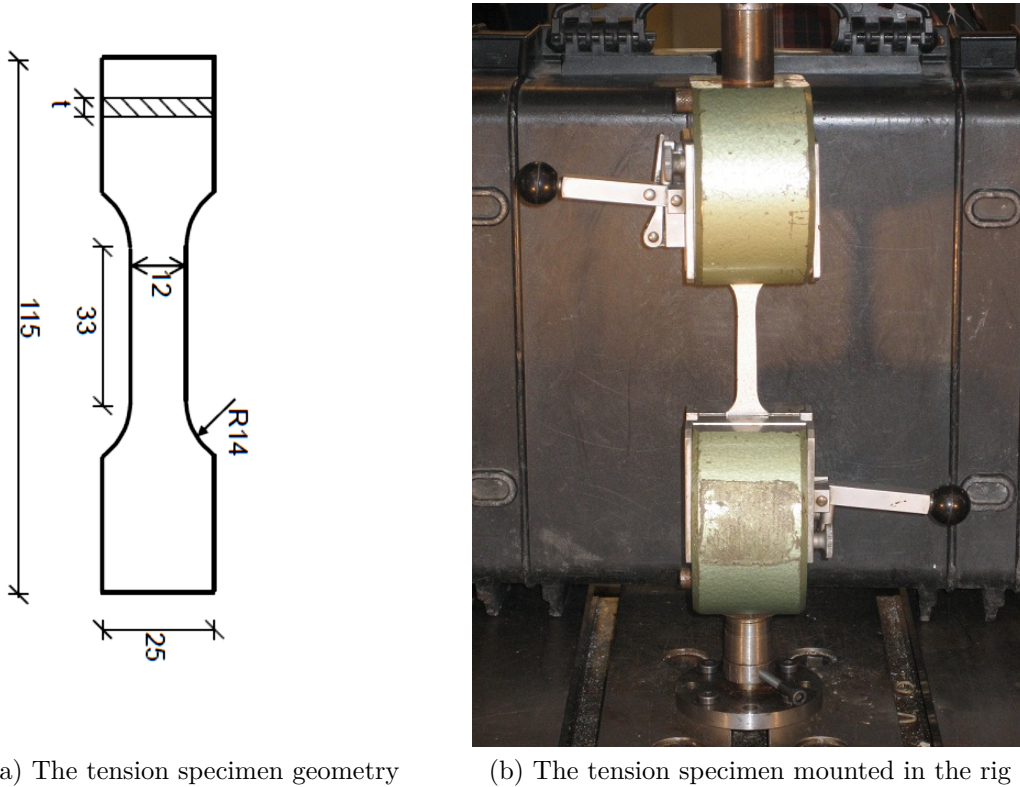 t
12
115
33
R14
25
a) The tension specimen geometry
(b) The tension specimen mounted in the rig